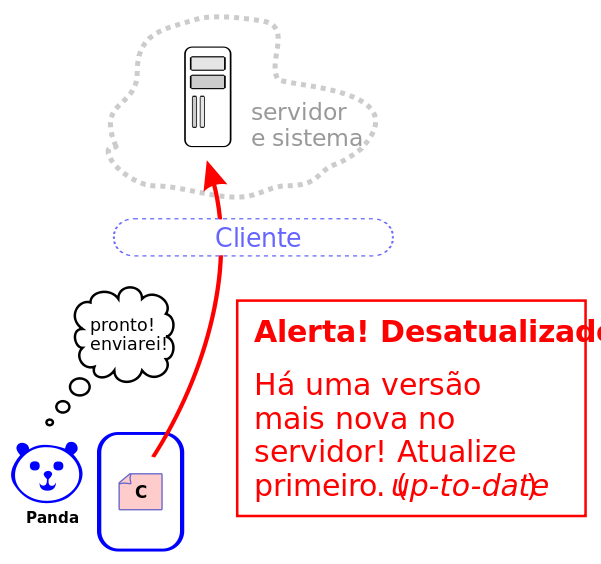 servidor
e sistema
Cliente
pronto!
enviarei!
Alerta! Desatualizado
Há uma versão
mais nova no
servidor! Atualize
primeiro. (up-to-date)
C
Panda